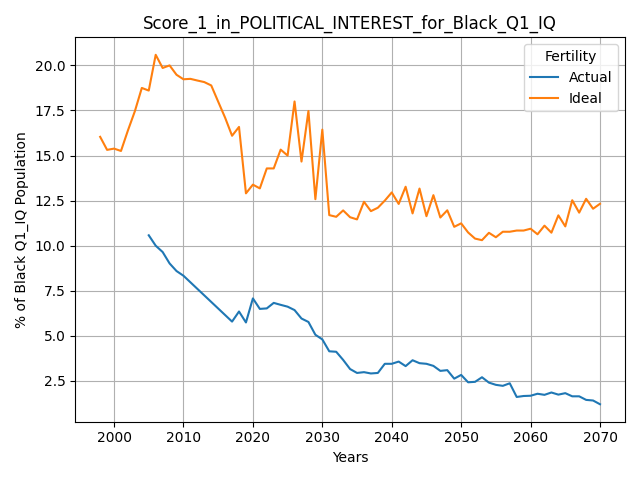 Score_1_in_POLITICAL_INTEREST_for_Black_Q1_IQ
Fertility
Actual
Ideal
% of Black Q1_IQ Population
20.0
17.5
15.0
12.5
10.0
7.5
5.0
2.5
2000 2010 2020 2030 2040 2050 2060 2070
Years